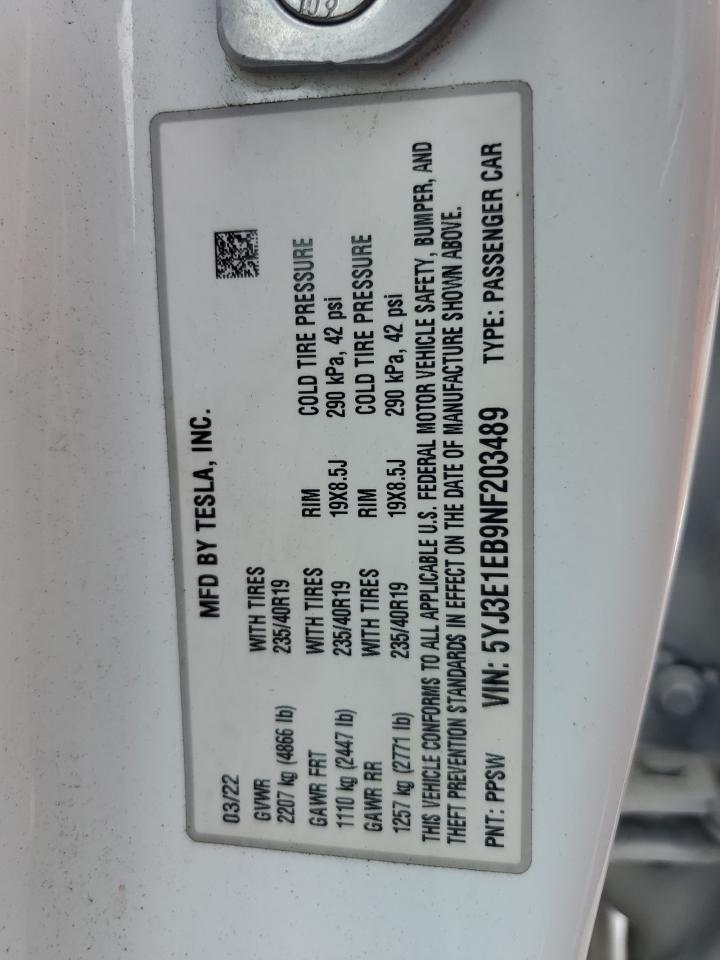 MFD BY TESLA, INC.
03/22
GVWR WITH TIRES
2207 kg (4866 lb) 235/40R19
GAWR FRT WITH TIRES RIM COLD TIRE PRESSURE
1110 kg (2447 lb) 235/40R19 19X8.5J 290 kPa, 42 psi
GAWR RR WITH TIRES RIM COLD TIRE PRESSURE
1257 kg (2771 lb) 235/40R19 19X8.5J 290 kPa, 42 psi
THIS VEHICLE CONFORMS TO ALL APPLICABLE U.S. FEDERAL MOTOR VEHICLE SAFETY, BUMPER, AND
THEFT PREVENTION STANDARDS IN EFFECT ON THE DATE OF MANUFACTURE SHOWN ABOVE.
PNT: PPSW VIN: 5YJ3E1EB9NF203489 TYPE: PASSENGER CAR